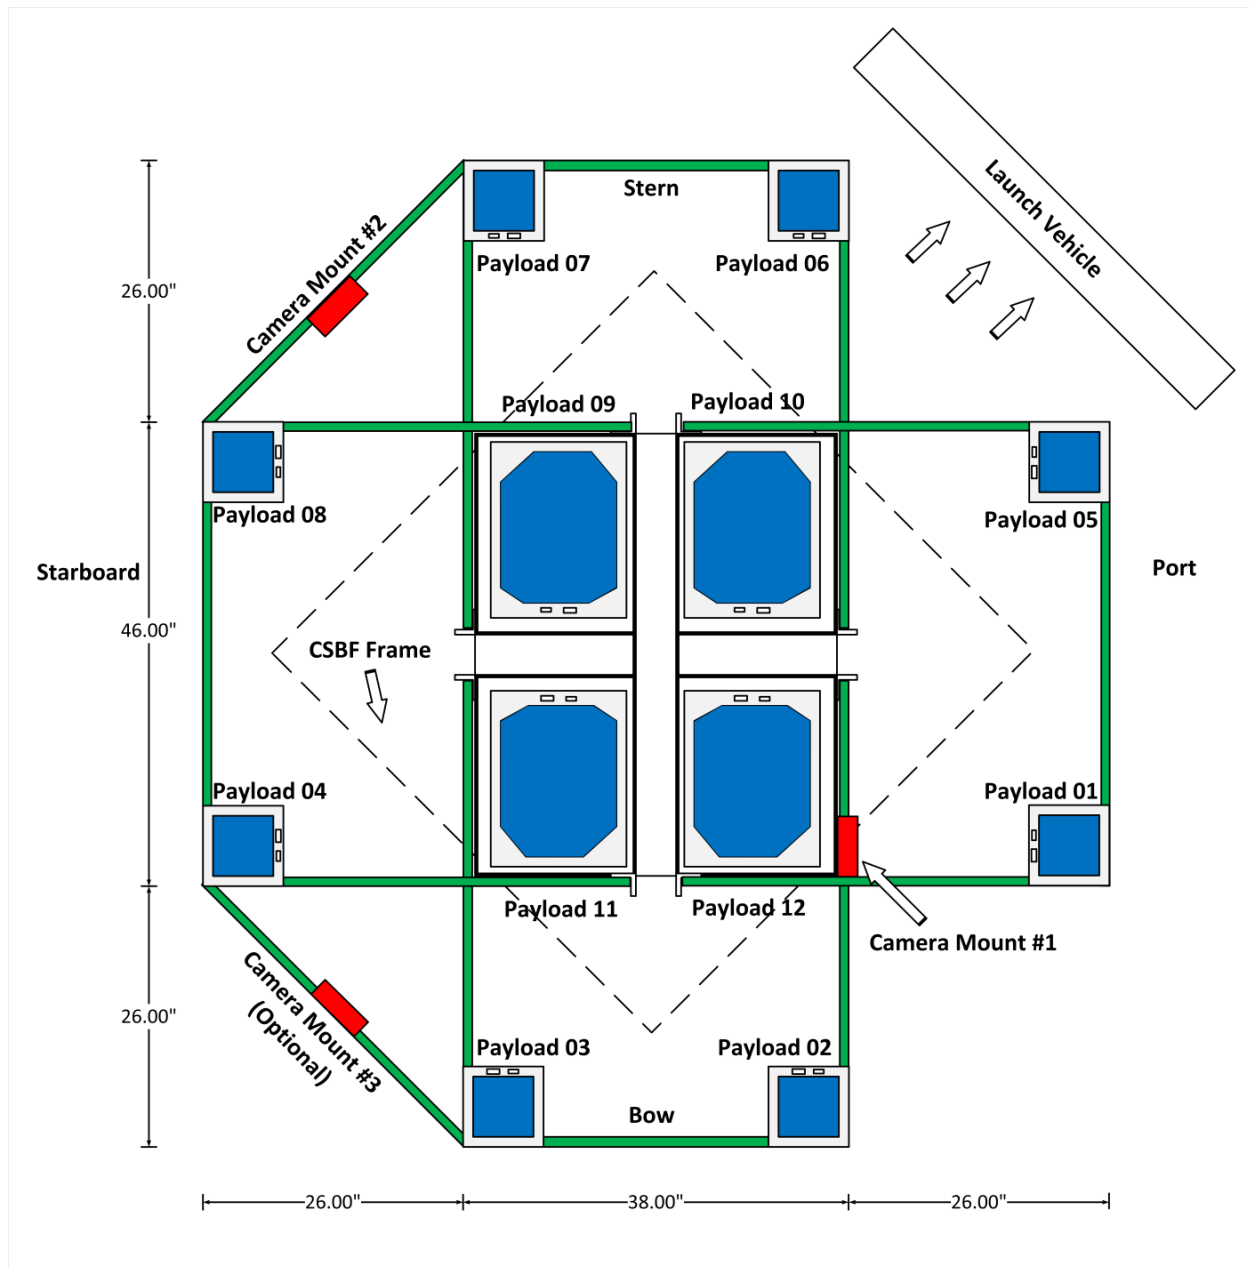 Launch Vehicle
Stern
Camera Mount #2
Payload 07
Payload 06
26.00"
Payload 09
Payload 10
Payload 08
Payload 05
Starboard
Port
46.00"
CSBF Frame
Payload 04
Payload 01
Payload 11
Payload 12
Camera Mount #1
Camera Mount #3
(Optional)
26.00"
Payload 03
Payload 02
Bow
26.00"
38.00"
26.00"